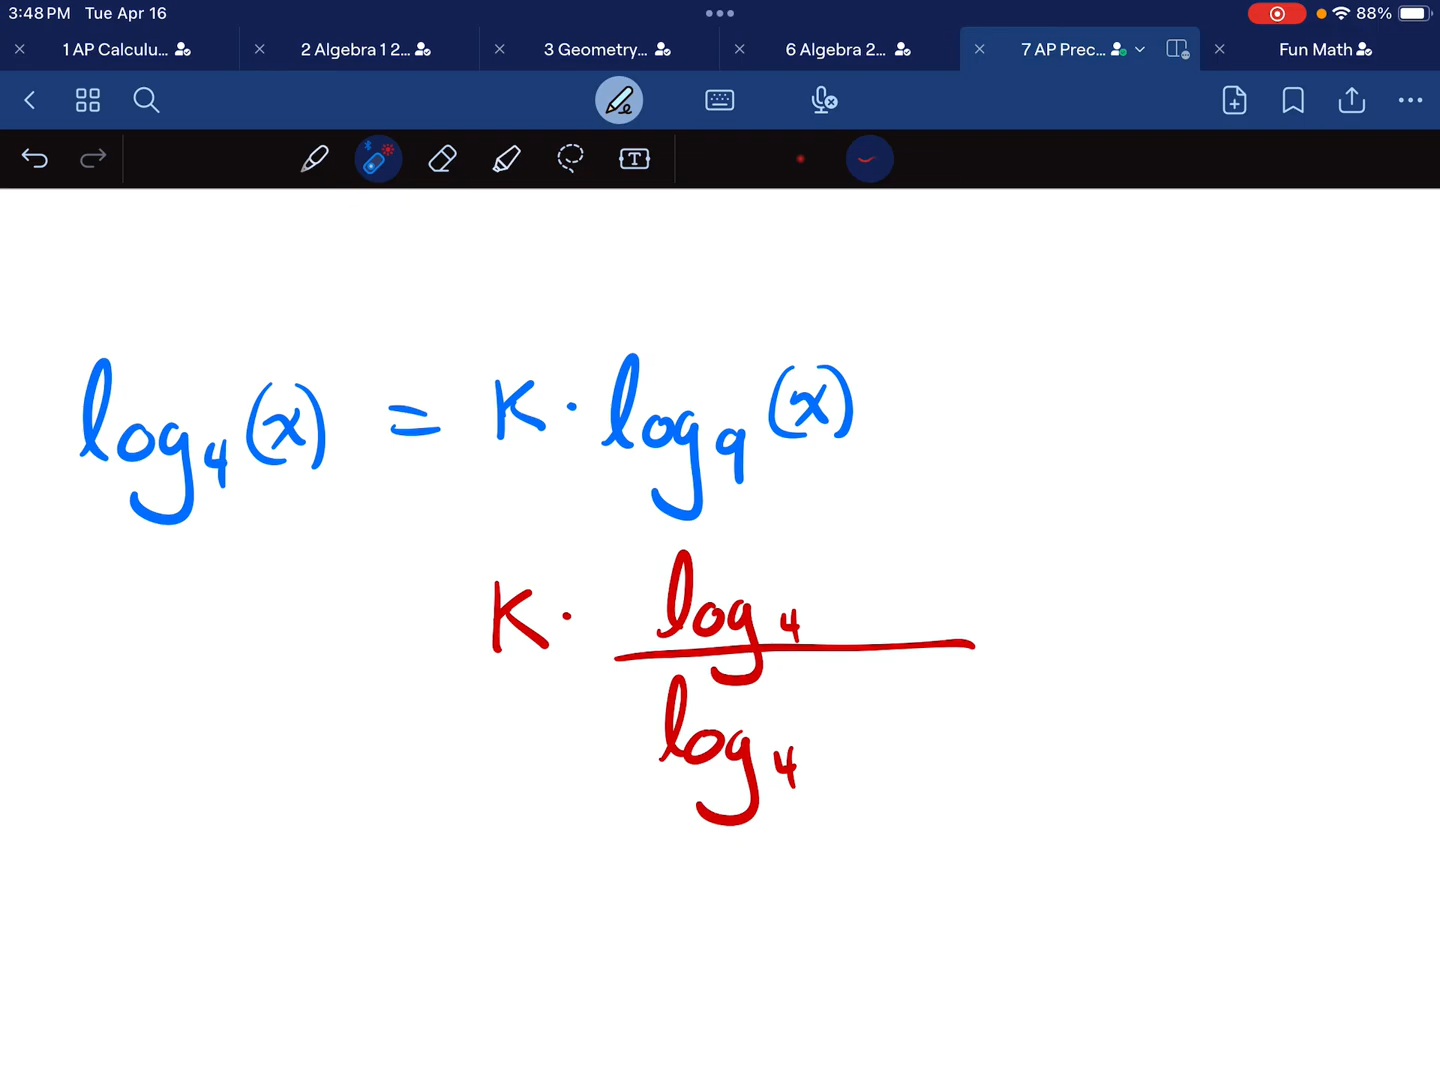 3:48 PM Tue Apr 16 88%
1 AP Calculu... 2 Algebra 1 2... 3 Geometry... 6 Algebra 2... 7 AP Prec... Fun Math
T
log₄(x) = K · log₉(x)
K · log₄
log₄